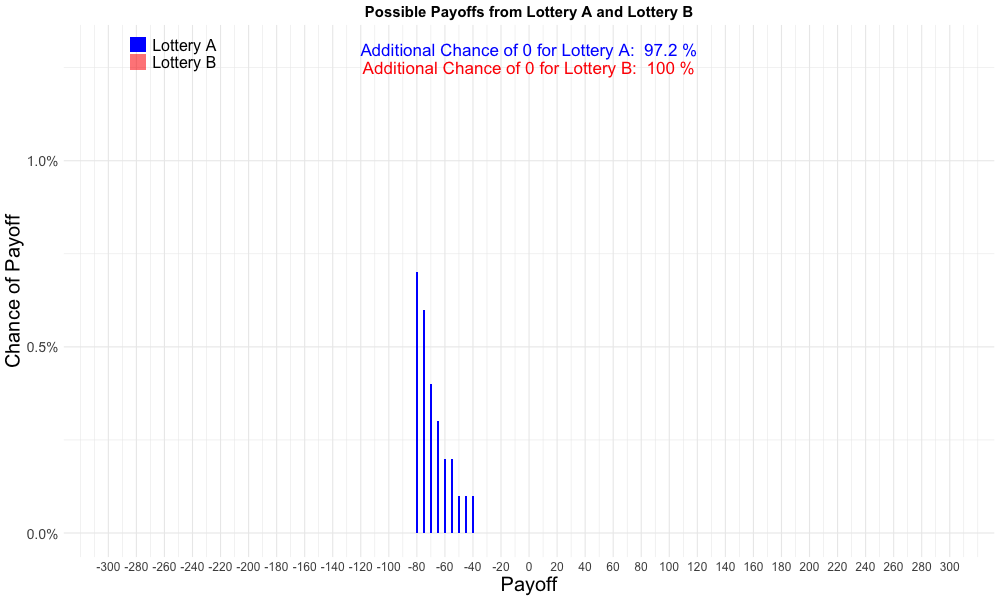 Possible Payoffs from Lottery A and Lottery B
Lottery A
Lottery B
Additional Chance of 0 for Lottery A:  97.2 %
Additional Chance of 0 for Lottery B:  100 %
Chance of Payoff
1.0%
0.5%
0.0%
-300 -280 -260 -240 -220 -200 -180 -160 -140 -120 -100 -80 -60 -40 -20 0 20 40 60 80 100 120 140 160 180 200 220 240 260 280 300
Payoff